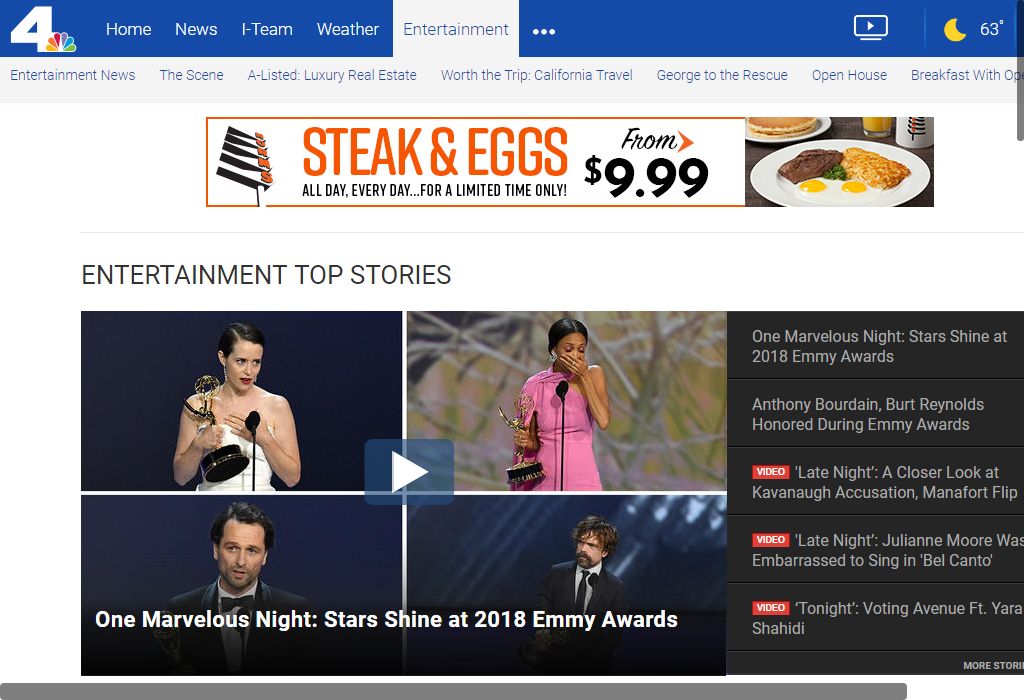 4
Home
News
I-Team
Weather
Entertainment
63°
Entertainment News
The Scene
A-Listed: Luxury Real Estate
Worth the Trip: California Travel
George to the Rescue
Open House
Breakfast With Ope
STEAK & EGGS
ALL DAY, EVERY DAY...FOR A LIMITED TIME ONLY!
From
$9.99
ENTERTAINMENT TOP STORIES
One Marvelous Night: Stars Shine at 2018 Emmy Awards
One Marvelous Night: Stars Shine at
2018 Emmy Awards
Anthony Bourdain, Burt Reynolds
Honored During Emmy Awards
VIDEO 'Late Night': A Closer Look at
Kavanaugh Accusation, Manafort Flip
VIDEO 'Late Night': Julianne Moore Was
Embarrassed to Sing in 'Bel Canto'
VIDEO 'Tonight': Voting Avenue Ft. Yara
Shahidi
MORE STORI